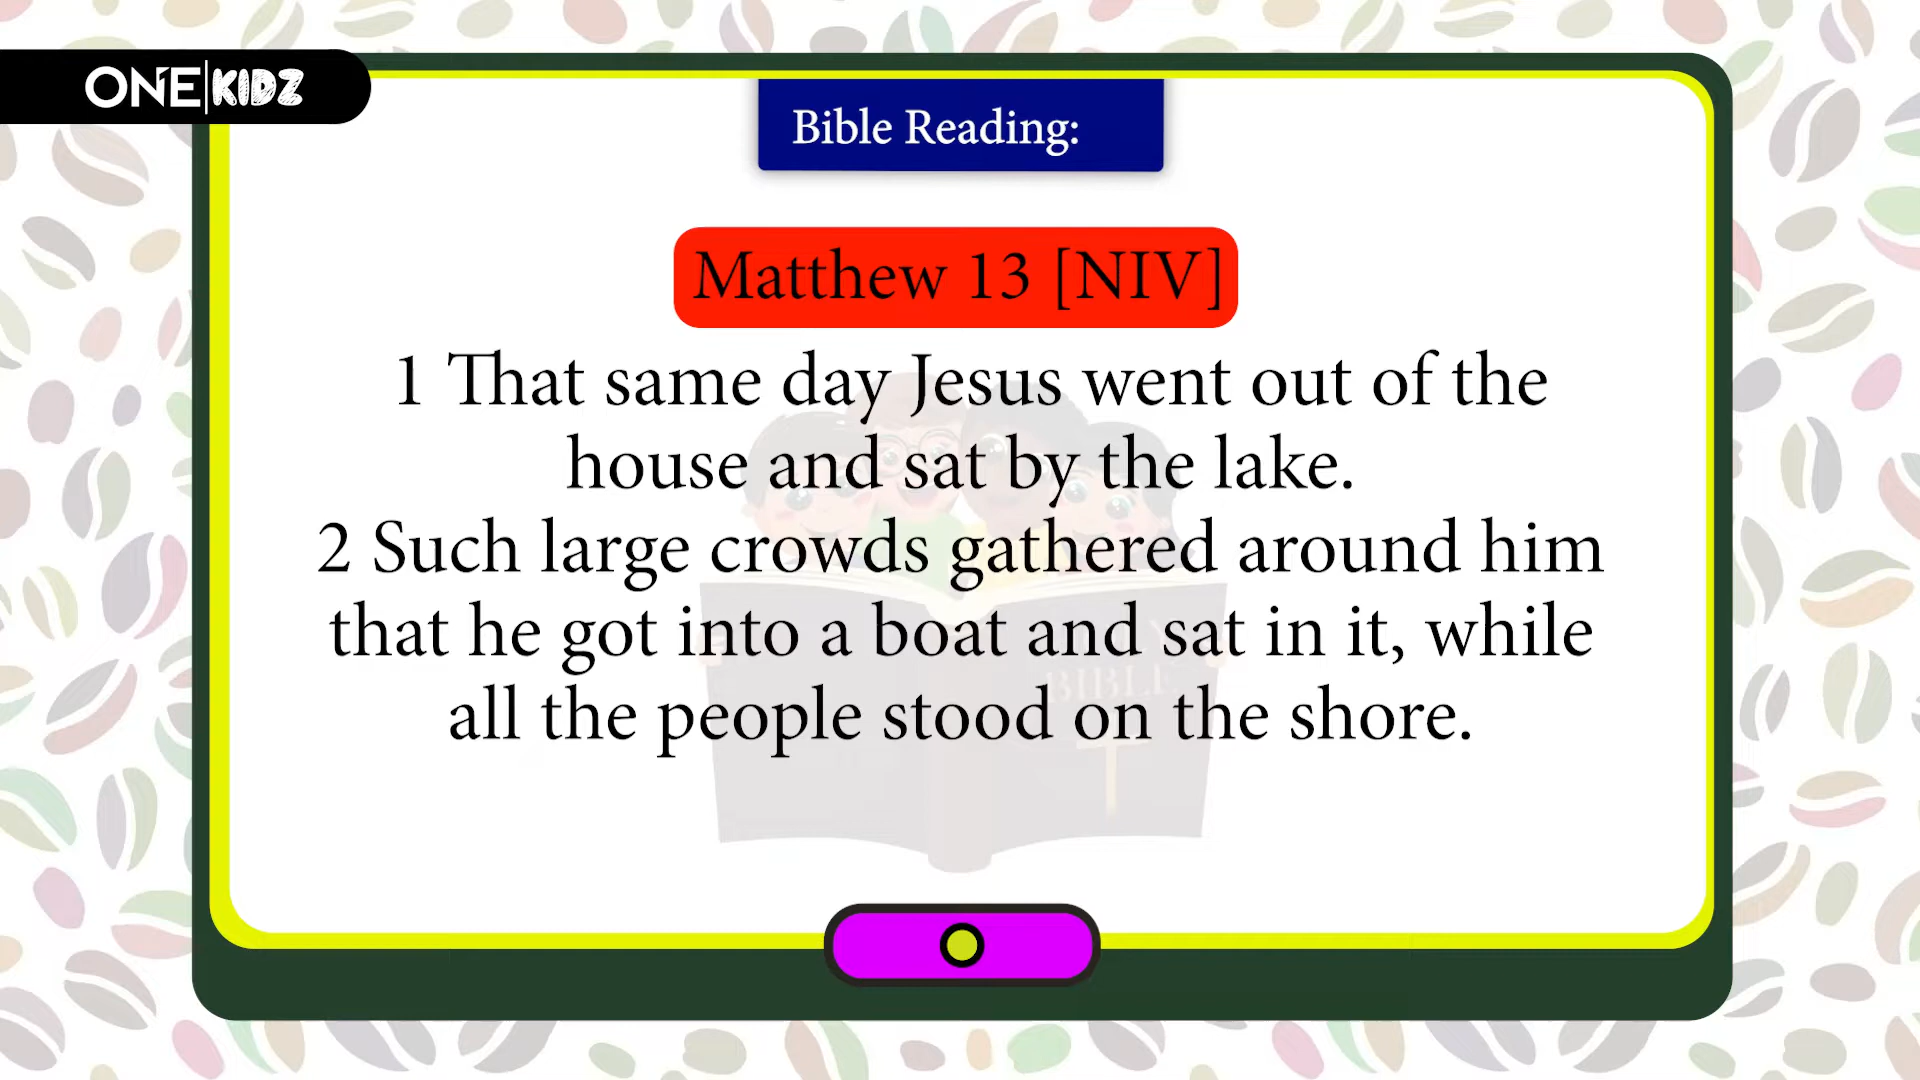 ONE|KIDZ
Bible Reading:
Matthew 13 [NIV]
1 That same day Jesus went out of the
house and sat by the lake.
2 Such large crowds gathered around him
that he got into a boat and sat in it, while
all the people stood on the shore.
BIBLE